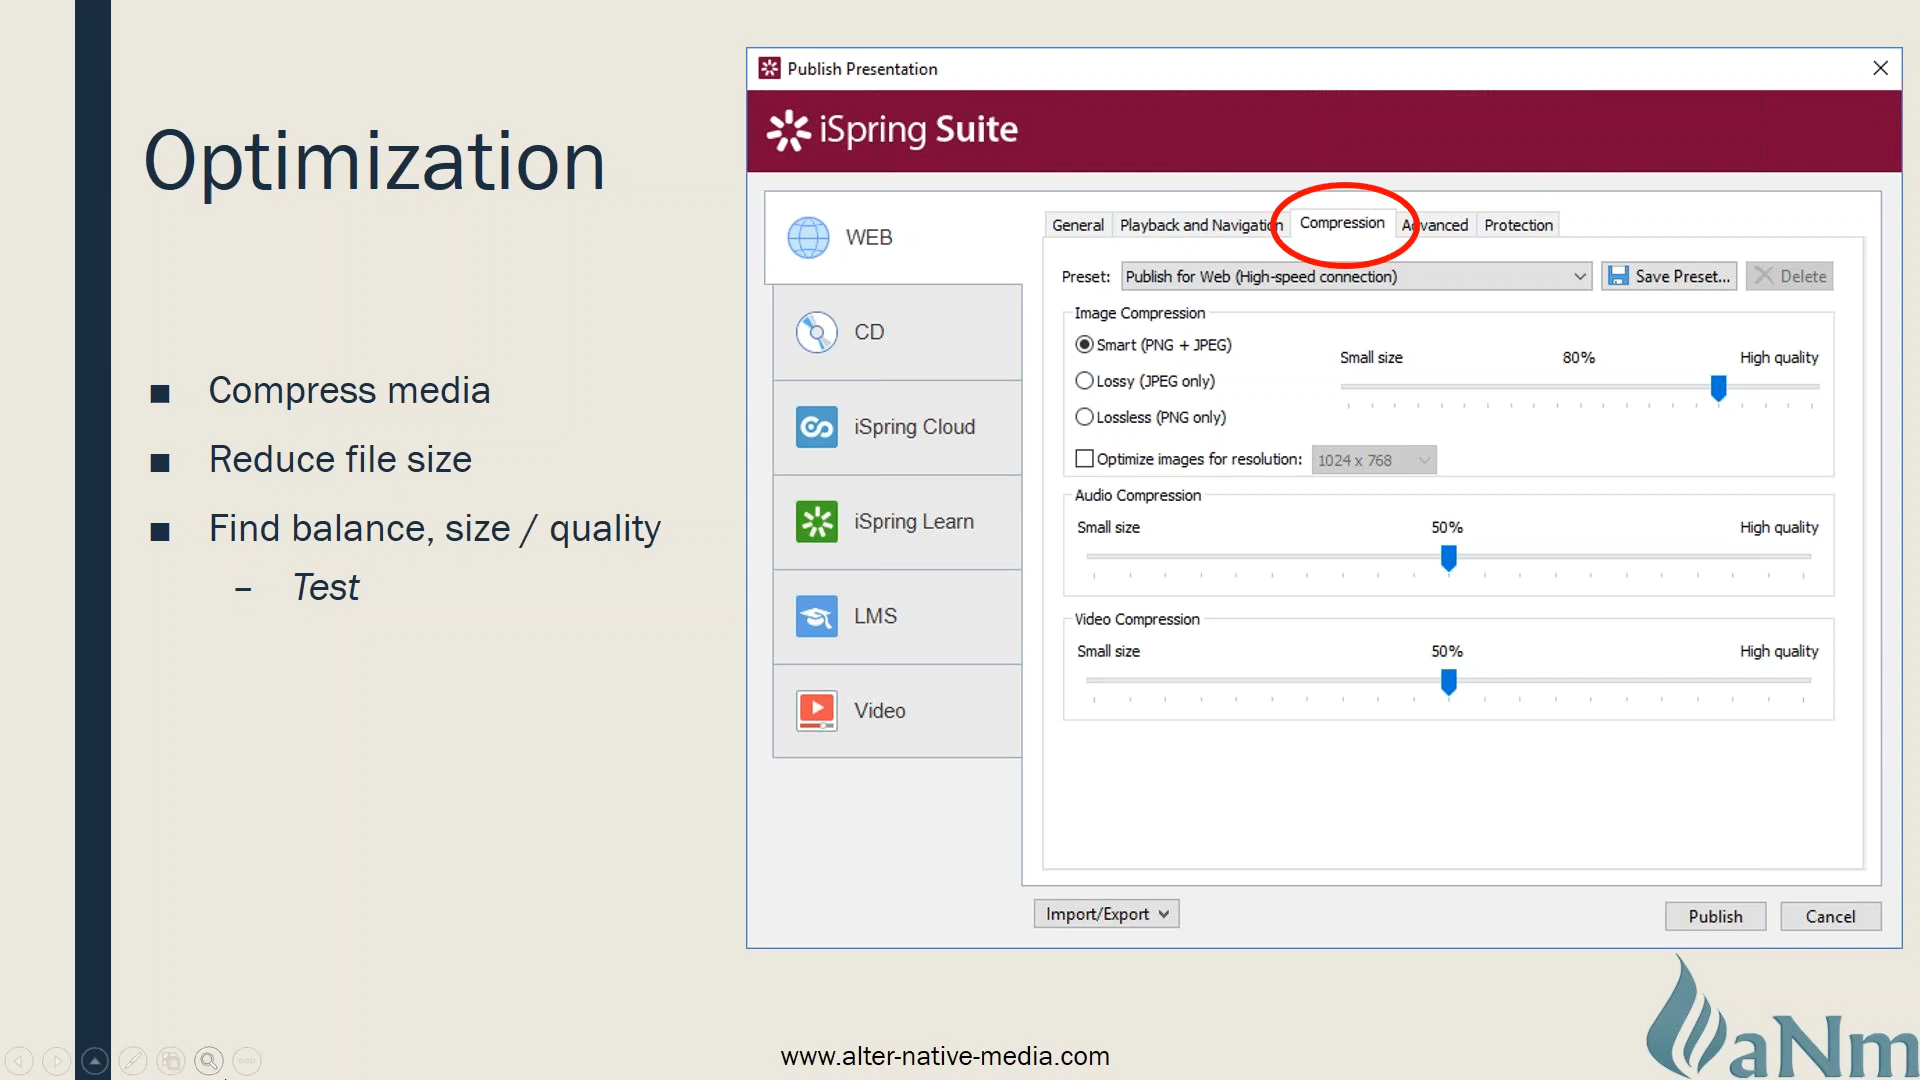 Optimization
■ Compress media
■ Reduce file size
■ Find balance, size / quality
– Test
Publish Presentation
iSpring Suite
WEB
CD
iSpring Cloud
iSpring Learn
LMS
Video
General Playback and Navigation Compression Advanced Protection
Preset: Publish for Web (High-speed connection) Save Preset... Delete
Image Compression
Smart (PNG + JPEG)
Small size 80% High quality
Lossy (JPEG only)
Lossless (PNG only)
Optimize images for resolution: 1024 x 768
Audio Compression
Small size 50% High quality
Video Compression
Small size 50% High quality
Import/Export Publish Cancel
www.alter-native-media.com
aNm